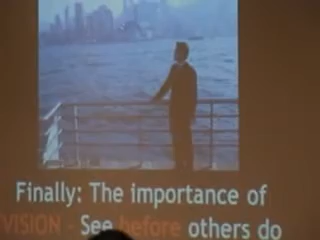 Finally: The importance of
VISION - See before others do